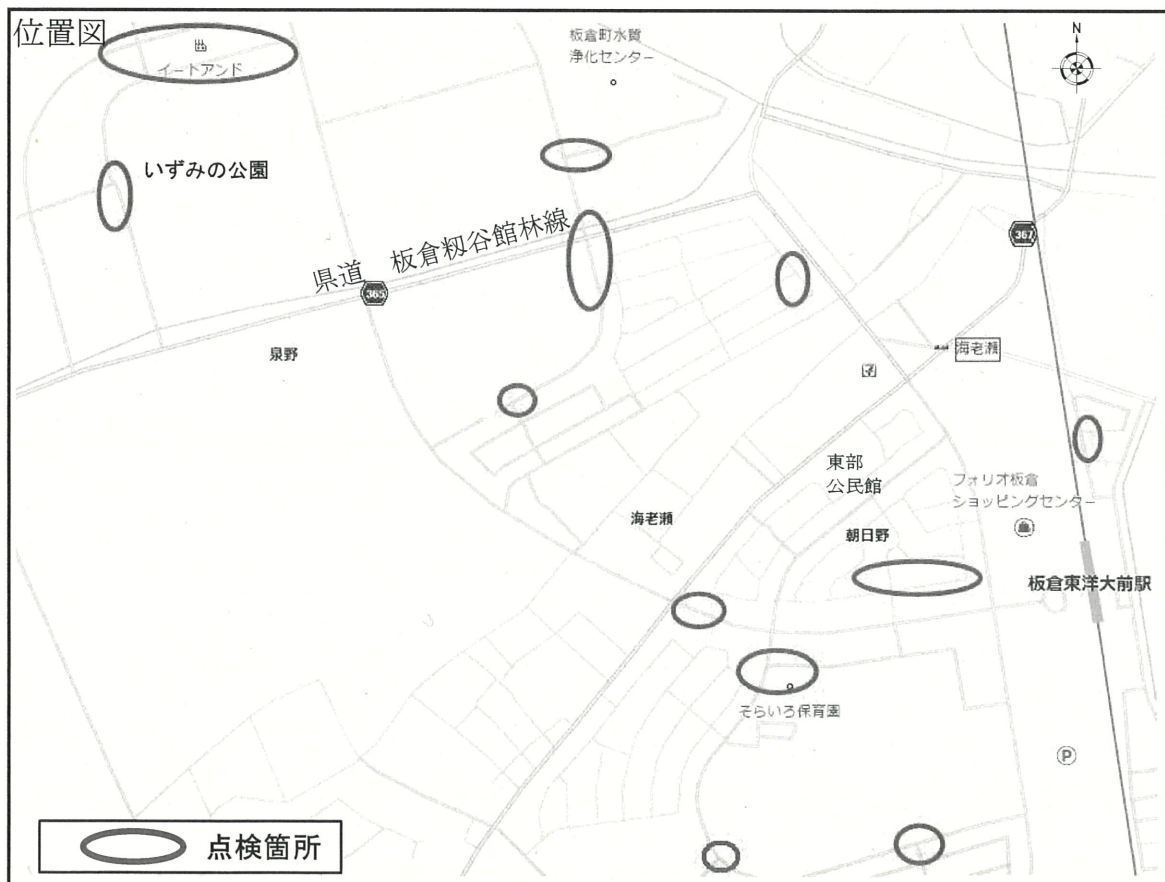 位置図
イートアンド
板倉町水質
浄化センター
N
いずみの公園
367
県道 板倉籾谷館林線
365
泉野
海老瀬
東部
公民館
フォリオ板倉
ショッピングセンター
海老瀬
朝日野
板倉東洋大前駅
そらいろ保育園
P
点検箇所